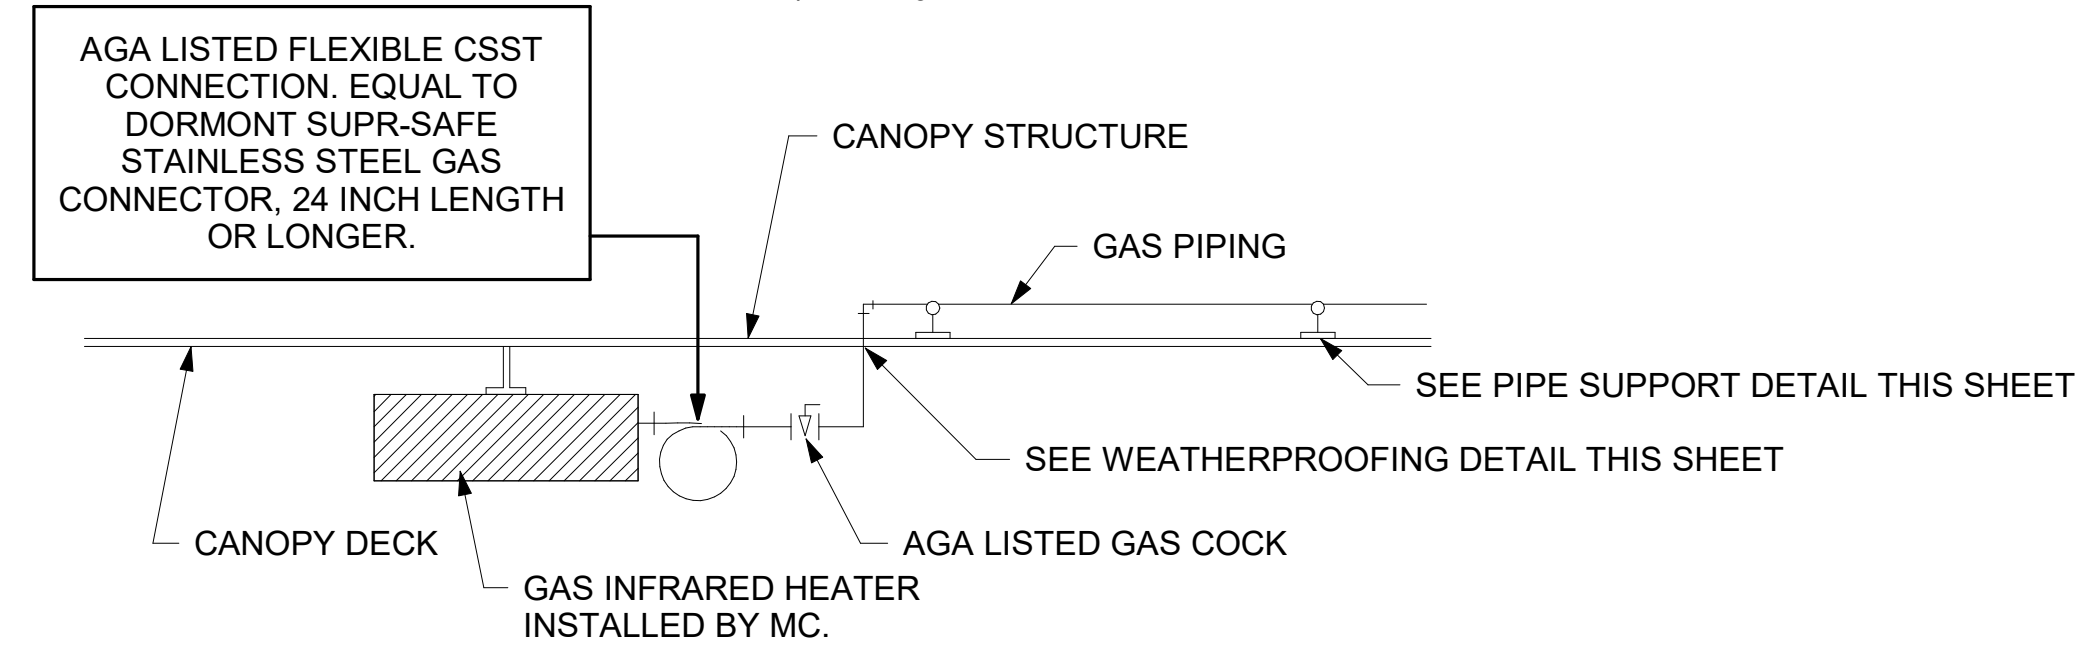 AGA LISTED FLEXIBLE CSST
CONNECTION. EQUAL TO
DORMONT SUPR-SAFE
STAINLESS STEEL GAS
CONNECTOR, 24 INCH LENGTH
OR LONGER.
CANOPY STRUCTURE
GAS PIPING
SEE PIPE SUPPORT DETAIL THIS SHEET
SEE WEATHERPROOFING DETAIL THIS SHEET
CANOPY DECK
AGA LISTED GAS COCK
GAS INFRARED HEATER
INSTALLED BY MC.